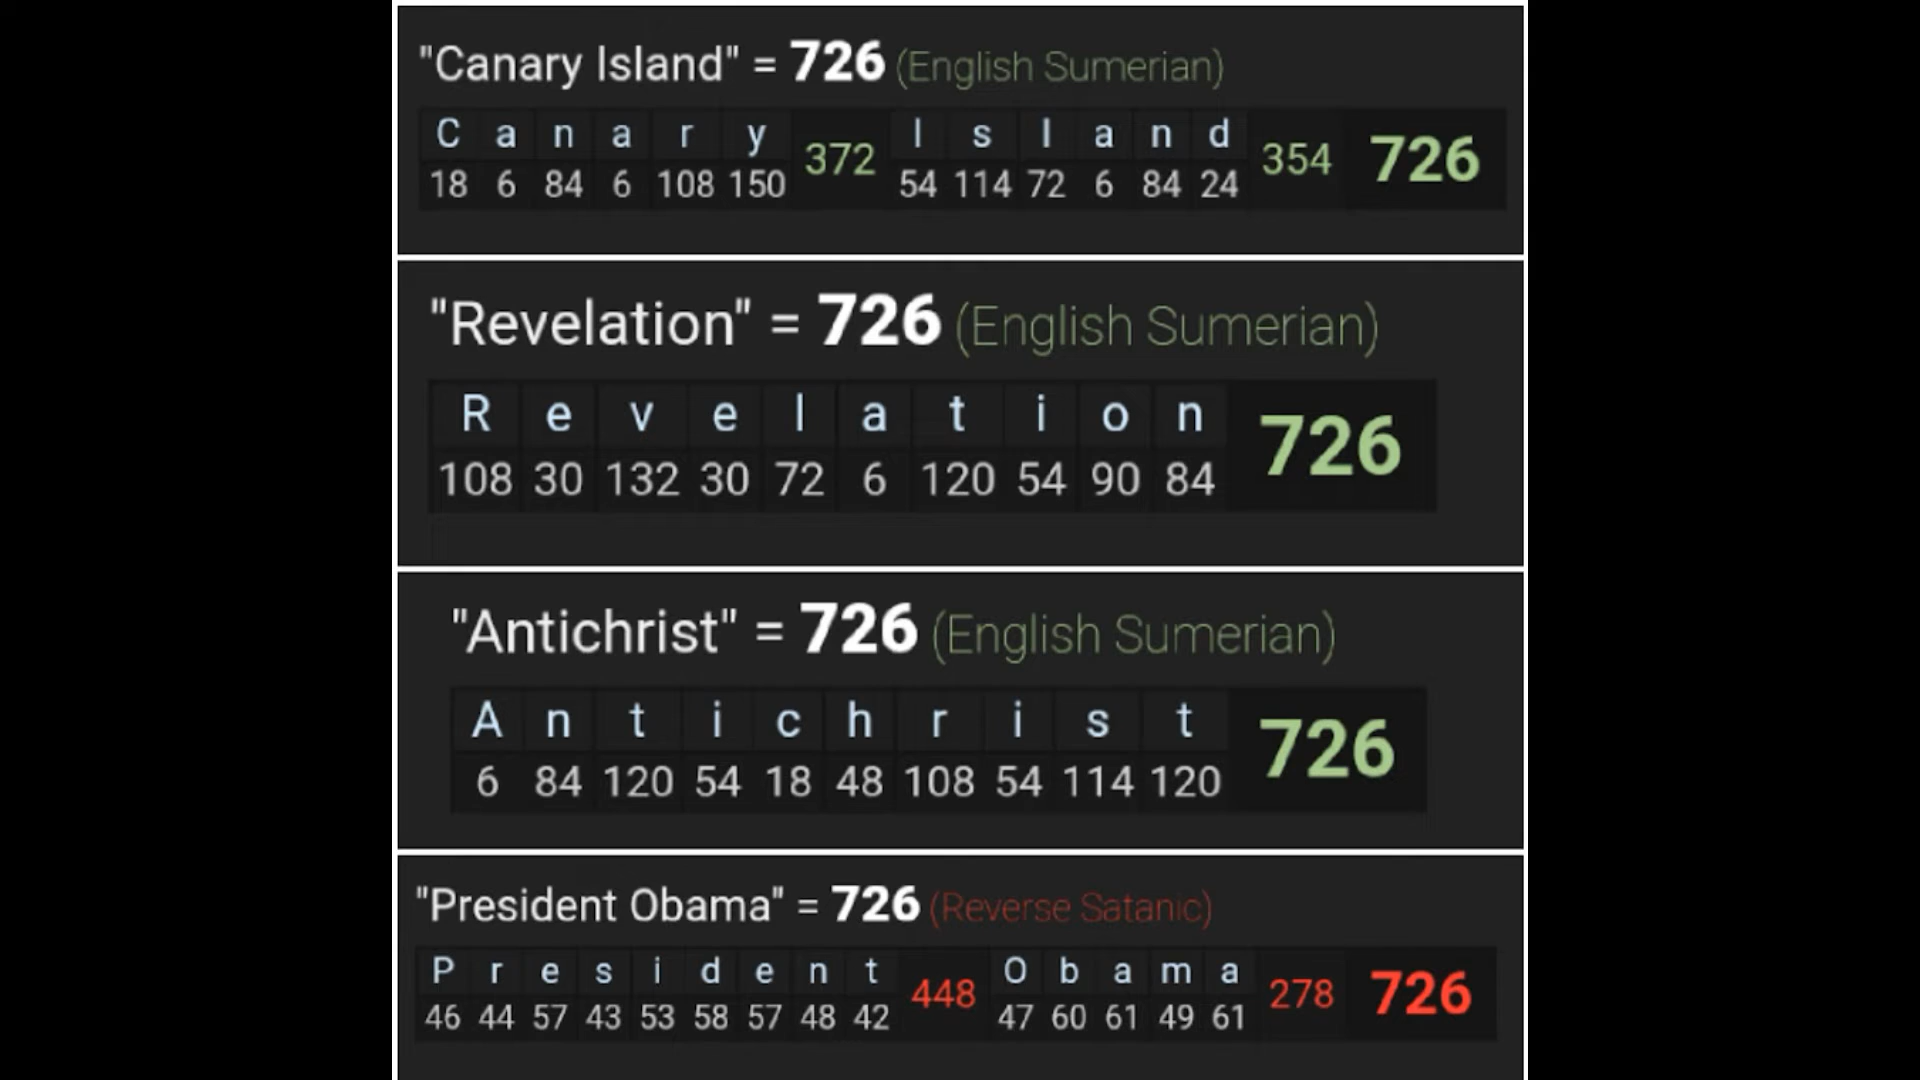 "Canary Island" = 726 (English Sumerian)
C a n a r y 372 I s l a n d 354 726
18 6 84 6 108 150 54 114 72 6 84 24
"Revelation" = 726 (English Sumerian)
R e v e l a t i o n 726
108 30 132 30 72 6 120 54 90 84
"Antichrist" = 726 (English Sumerian)
A n t i c h r i s t 726
6 84 120 54 18 48 108 54 114 120
"President Obama" = 726 (Reverse Satanic)
P r e s i d e n t 448 O b a m a 278 726
46 44 57 43 53 58 57 48 42 47 60 61 49 61